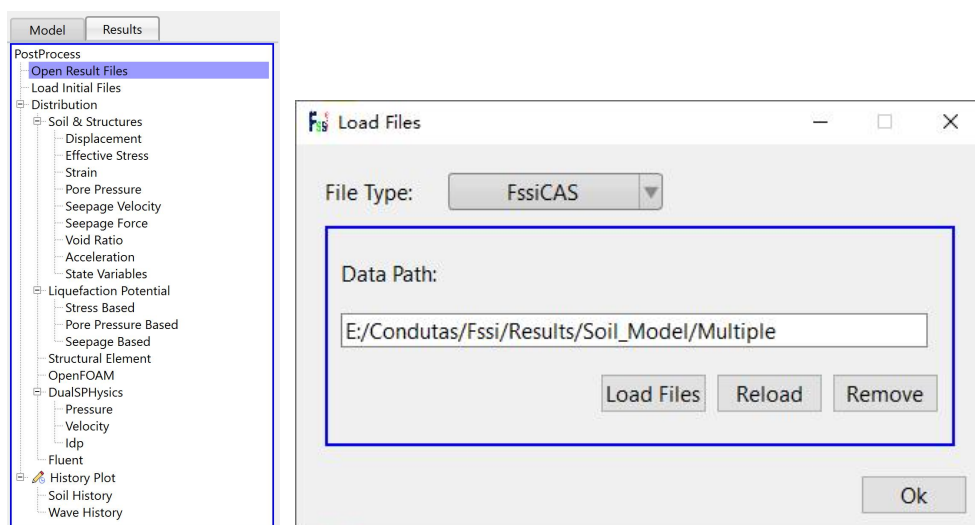 Model Results
PostProcess
Open Result Files
Load Initial Files
Distribution
Soil & Structures
Displacement
Effective Stress
Strain
Pore Pressure
Seepage Velocity
Seepage Force
Void Ratio
Acceleration
State Variables
Liquefaction Potential
Stress Based
Pore Pressure Based
Seepage Based
Structural Element
OpenFOAM
DualSPHysics
Pressure
Velocity
Idp
Fluent
History Plot
Soil History
Wave History
Fssi Load Files
File Type: FssiCAS
Data Path:
E:/Condutas/Fssi/Results/Soil_Model/Multiple
Load Files Reload Remove
Ok